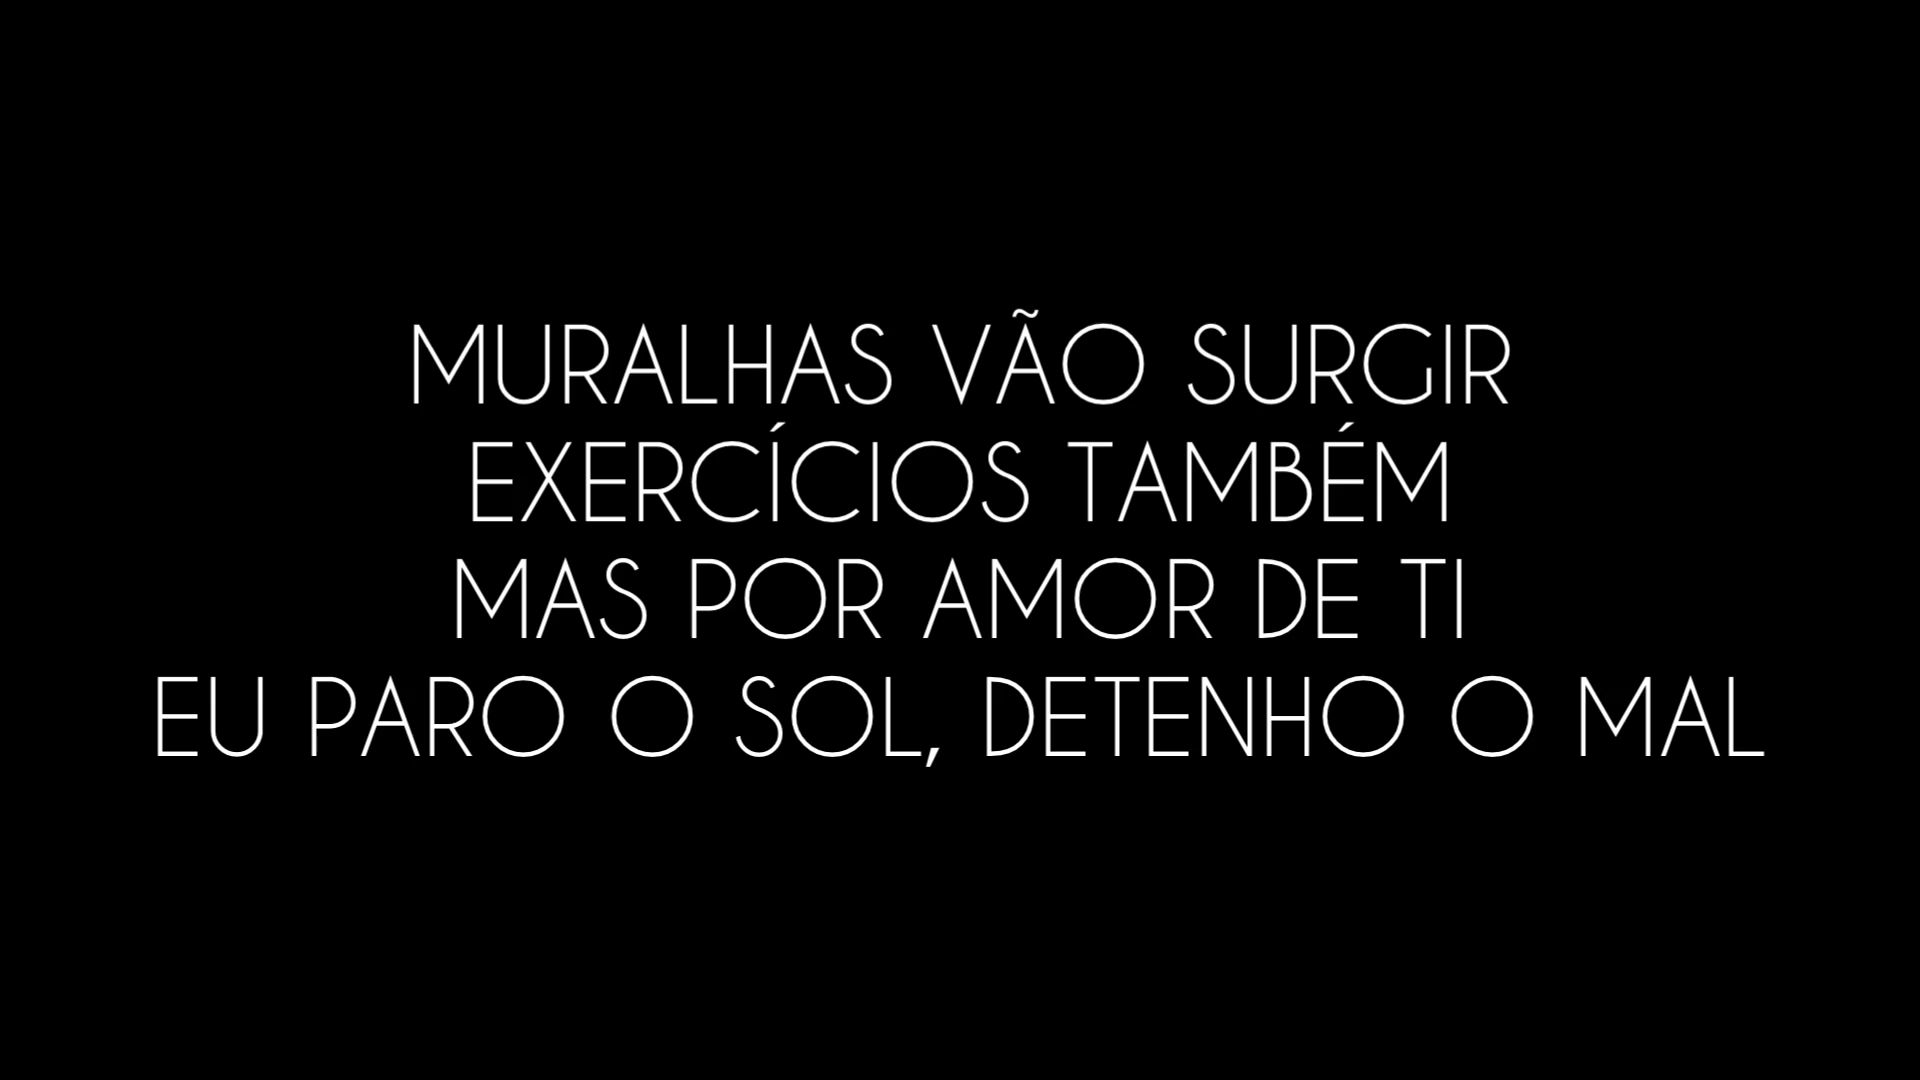 MURALHAS VÃO SURGIR
EXERCÍCIOS TAMBÉM
MAS POR AMOR DE TI
EU PARO O SOL, DETENHO O MAL